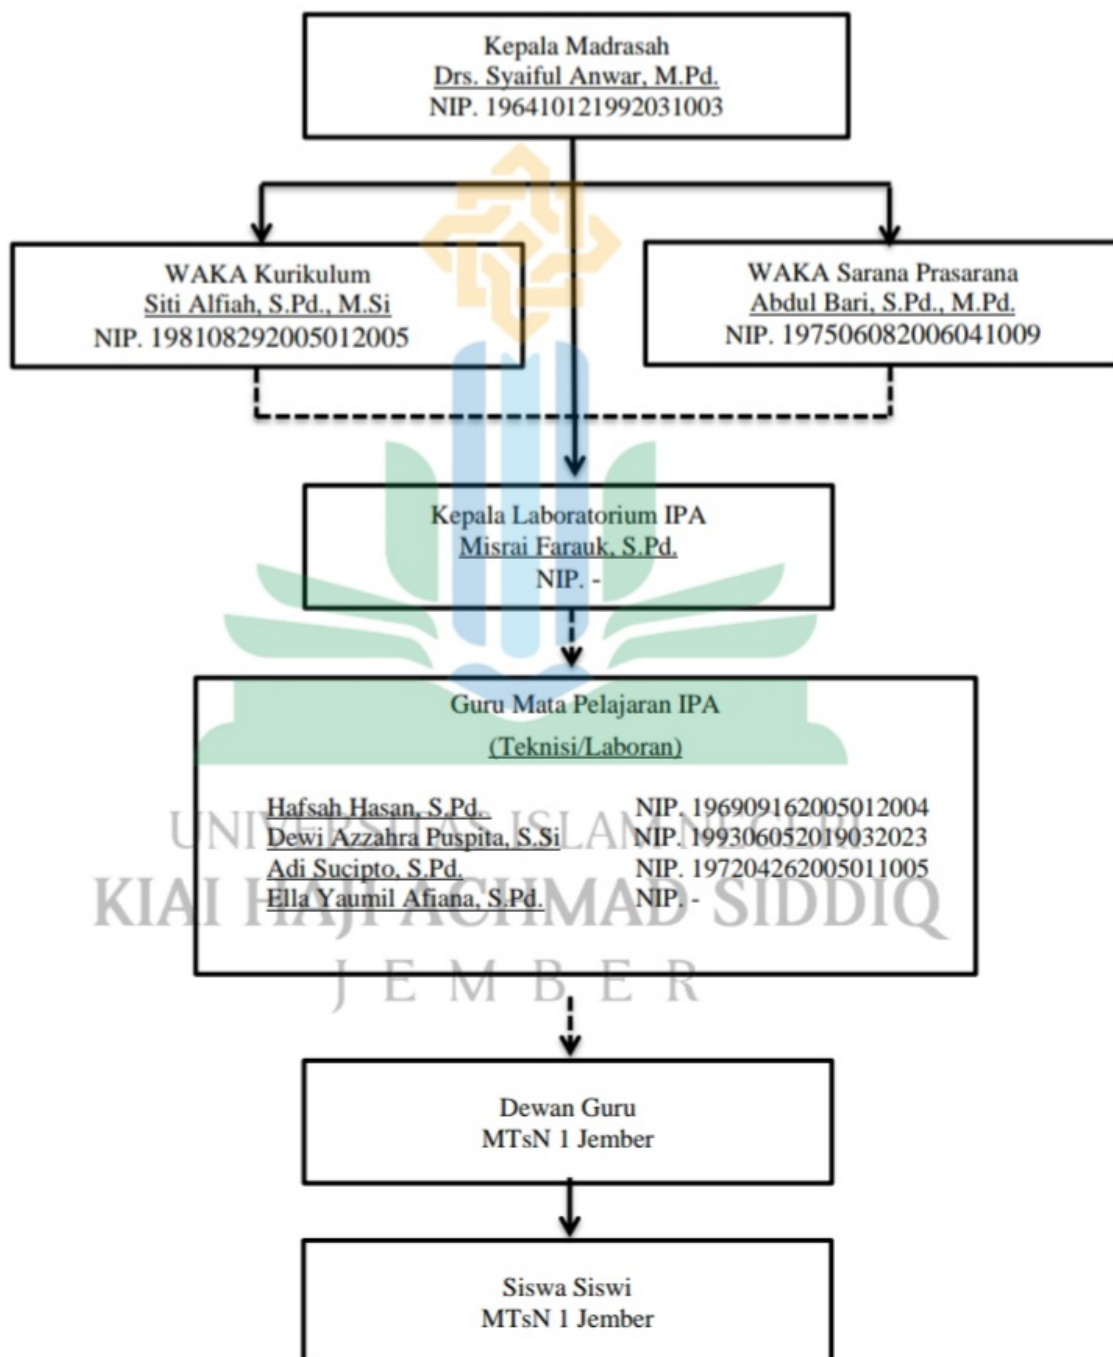 Kepala Madrasah
Drs. Syaiful Anwar, M.Pd.
NIP. 196410121992031003
WAKA Kurikulum
Siti Alfiah, S.Pd., M.Si
NIP. 198108292005012005
WAKA Sarana Prasarana
Abdul Bari, S.Pd., M.Pd.
NIP. 197506082006041009
Kepala Laboratorium IPA
Misrai Farauk, S.Pd.
NIP. -
Guru Mata Pelajaran IPA
(Teknisi/Laboran)
Hafsah Hasan, S.Pd. NIP. 196909162005012004
Dewi Azzahra Puspita, S.Si NIP. 199306052019032023
Adi Sucipto, S.Pd. NIP. 197204262005011005
Ella Yaumil Afiana, S.Pd. NIP. -
UNIVERSITAS ISLAM NEGERI
KIAI HAJI ACHMAD SIDDIQ
JEMBER
Dewan Guru
MTsN 1 Jember
Siswa Siswi
MTsN 1 Jember